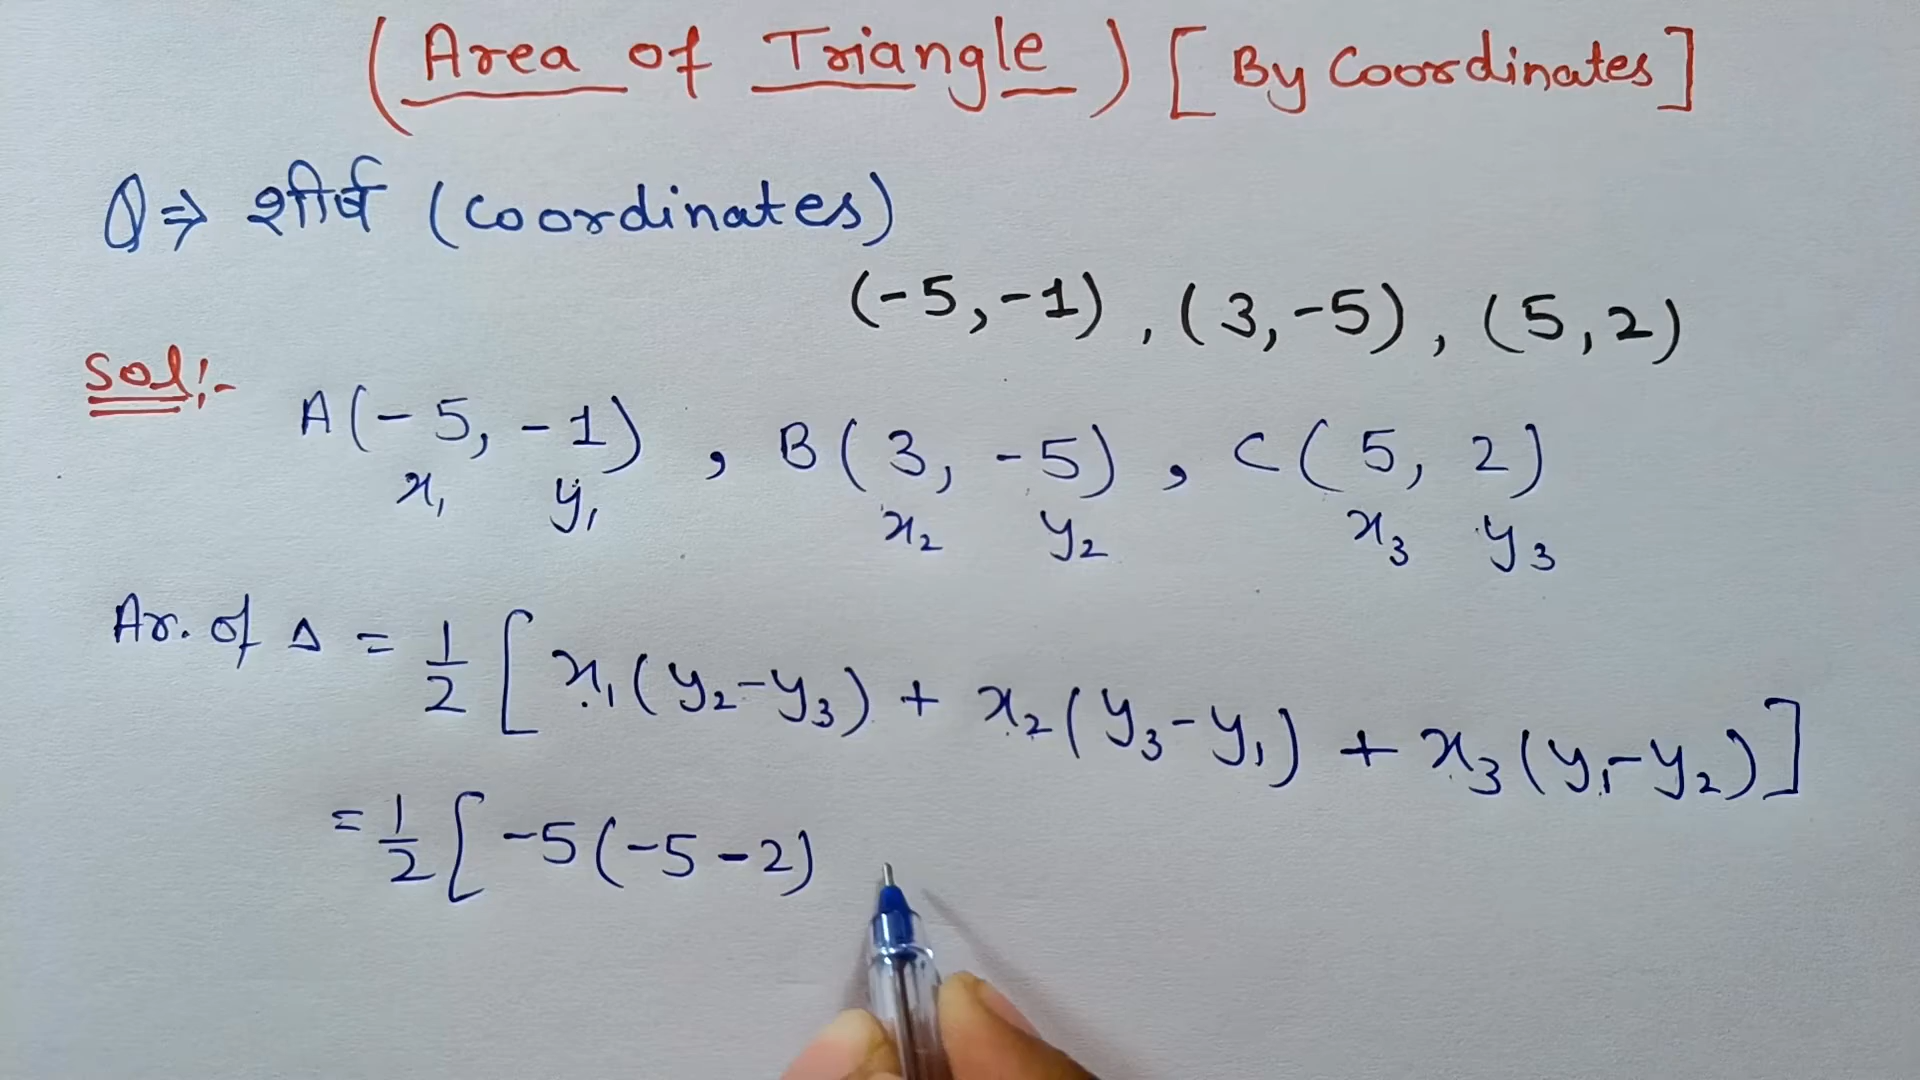 (Area of Triangle) [By Coordinates]
Q⇒ शीर्ष (Coordinates)
(-5,-1), (3,-5), (5,2)
Sol:-
A(-5, -1), B(3, -5), C(5, 2)
x₁ y₁ x₂ y₂ x₃ y₃
Ar. of Δ = 1/2 [x₁(y₂-y₃) + x₂(y₃-y₁) + x₃(y₁-y₂)]
= 1/2 [-5(-5-2)